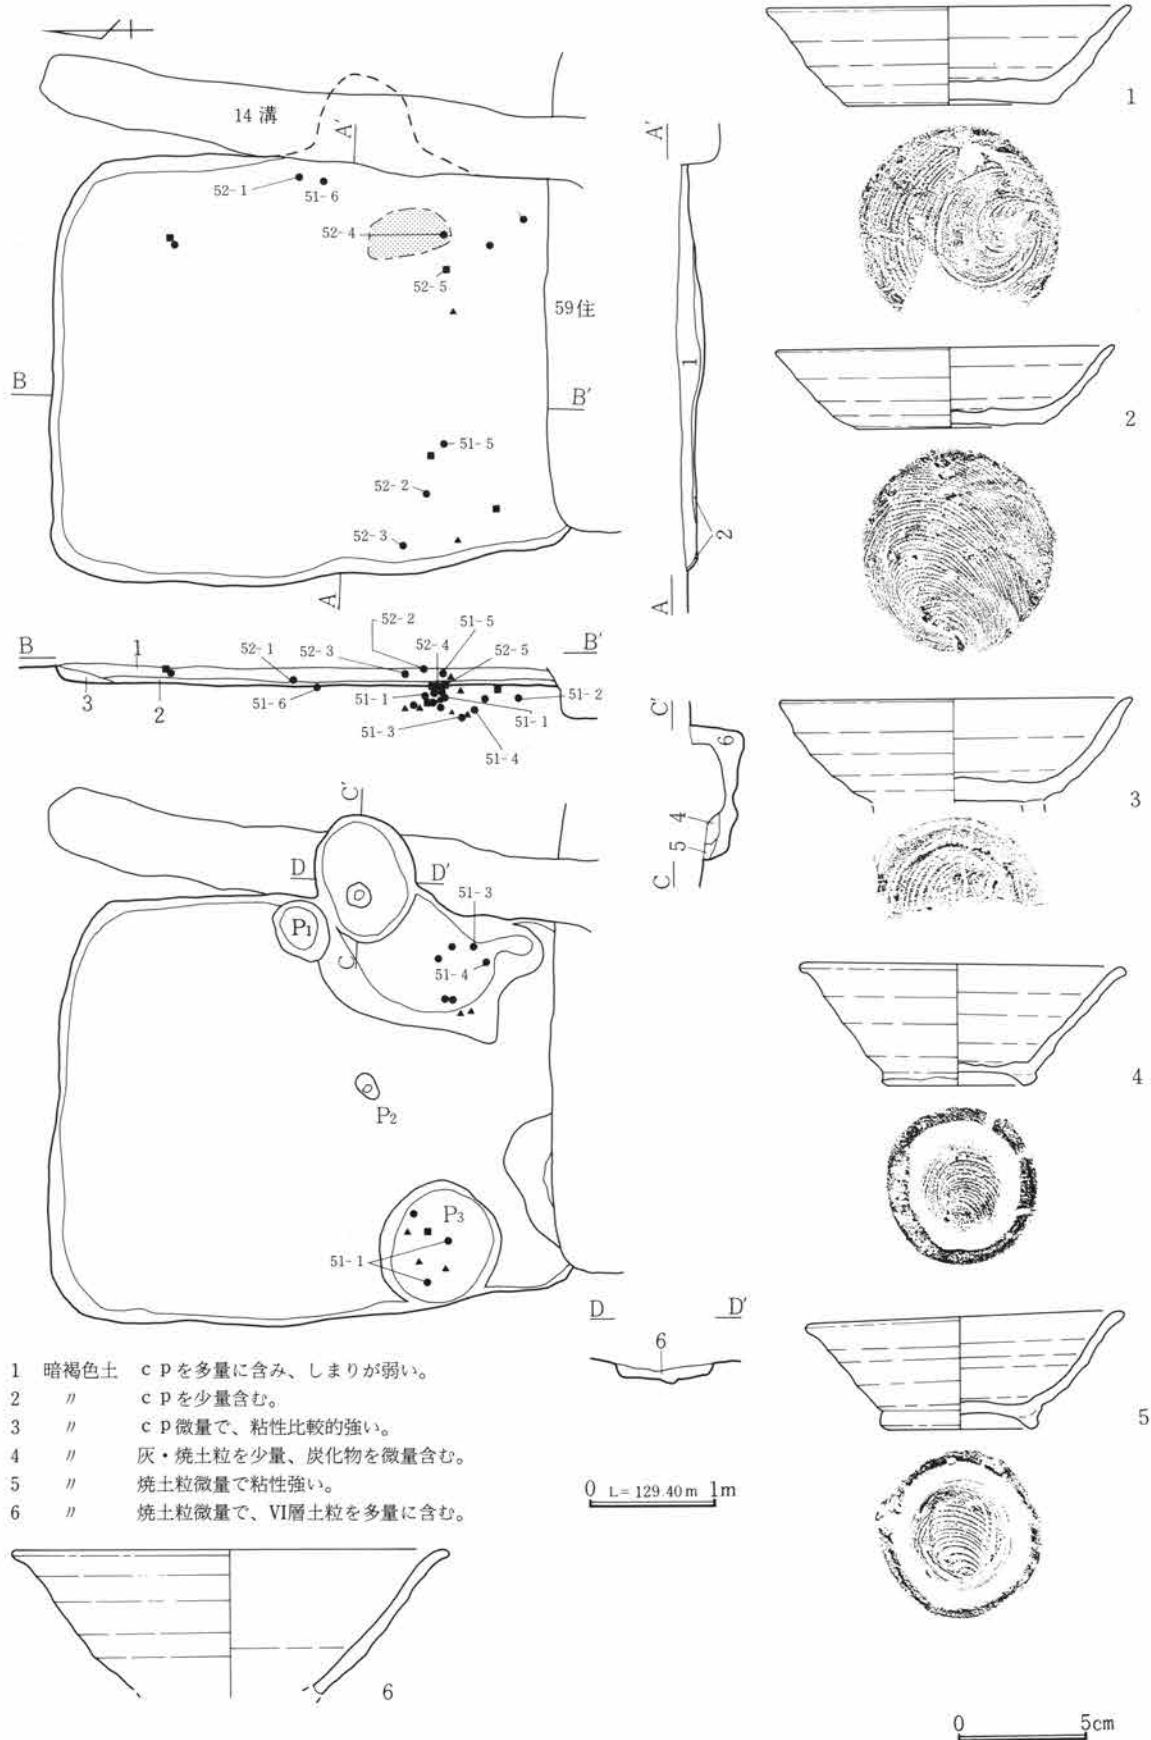 14溝
A'
52-1
51-6
52-4
52-5
59住
B
B'
51-5
52-2
52-3
A
A'
1
2
A
B
B'
1
52-1
52-3
52-2
52-4
51-5
52-5
3
2
51-6
51-1
51-3
51-2
51-1
51-4
C'
6
4
5
C
C'
D
D'
P1
C
51-3
51-4
P2
P3
51-1
D
D'
6
1 暗褐色土 cpを多量に含み、しまりが弱い。
2 〃 cpを少量含む。
3 〃 cp微量で、粘性比較的強い。
4 〃 灰・焼土粒を少量、炭化物を微量含む。
5 〃 焼土粒微量で粘性強い。
6 〃 焼土粒微量で、VI層土粒を多量に含む。
0 L=129.40m 1m
1
2
3
4
5
6
0 5cm